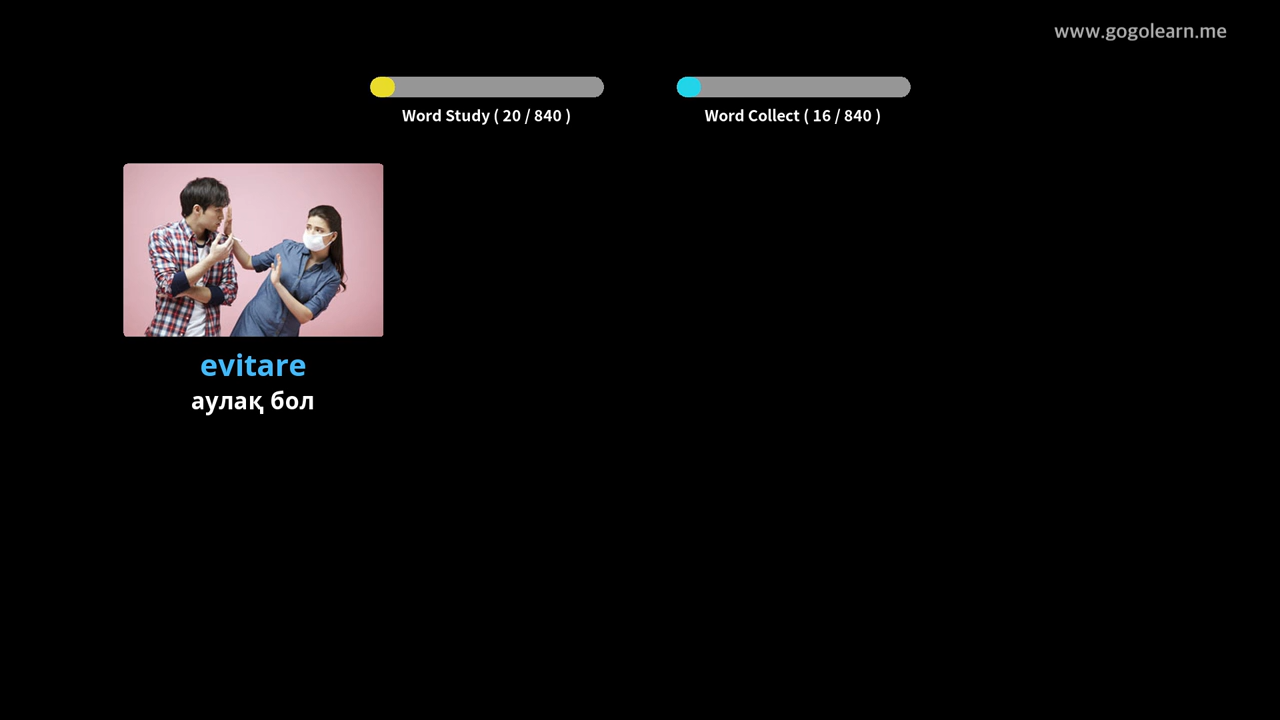 www.gogolearn.me
Word Study ( 20 / 840 )
Word Collect ( 16 / 840 )
evitare
аулақ бол